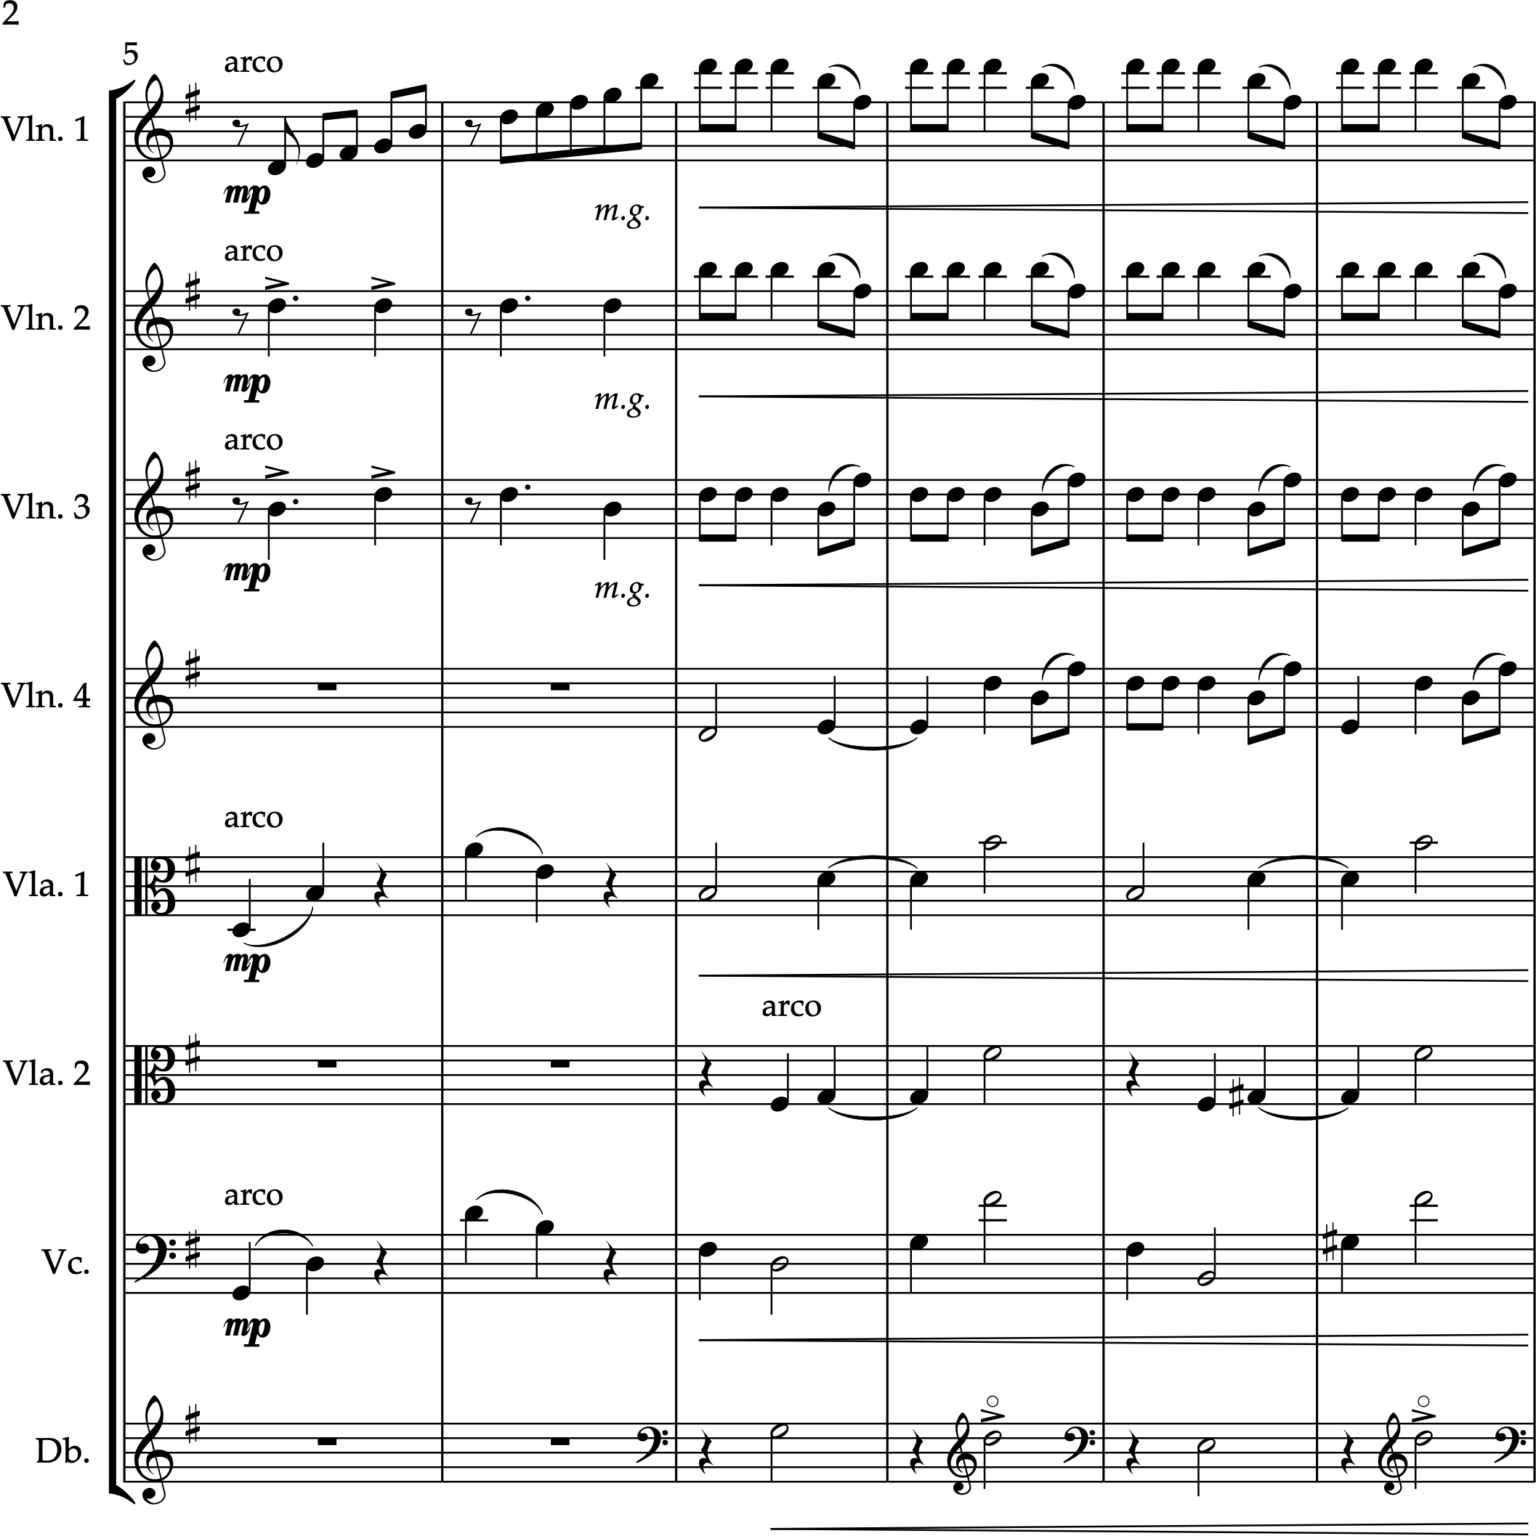 2
5
arco
Vln. 1
mp
m.g.
arco
Vln. 2
mp
m.g.
arco
Vln. 3
mp
m.g.
Vln. 4
arco
Vla. 1
mp
arco
Vla. 2
arco
Vc.
mp
Db.